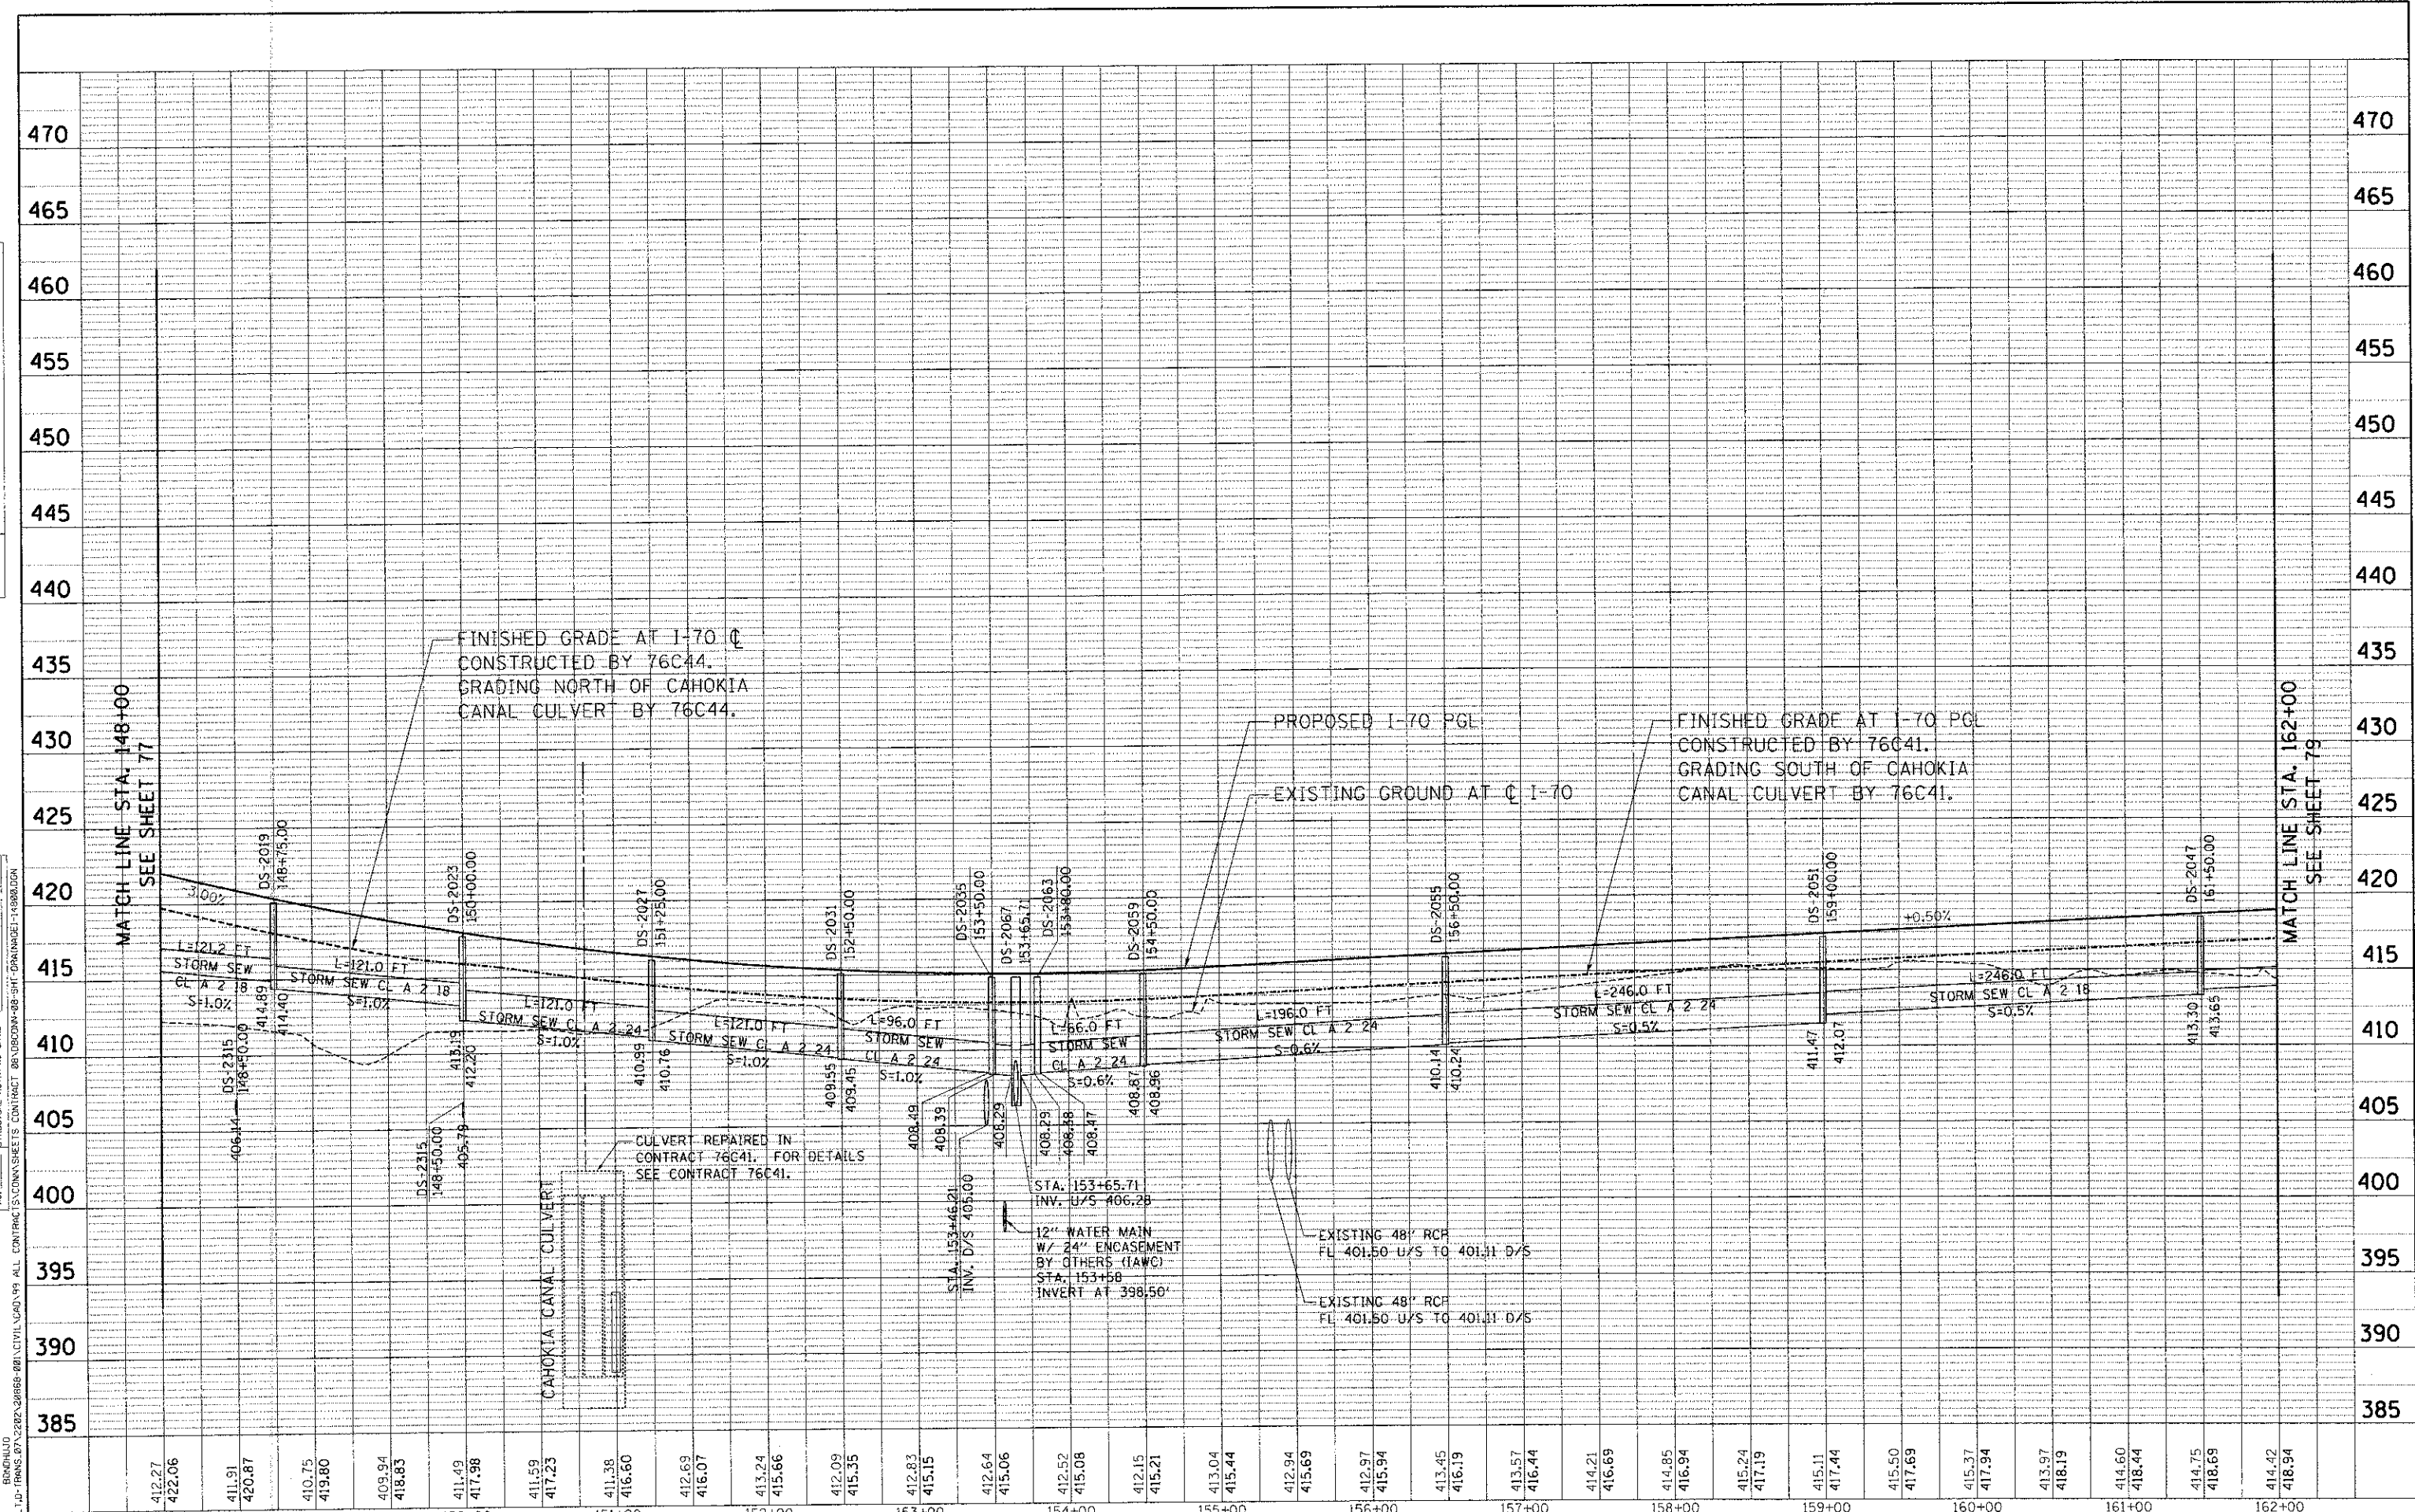 470
465
460
455
450
445
440
435
430
425
420
415
410
405
400
395
390
385
470
465
460
455
450
445
440
435
430
425
420
415
410
405
400
395
390
385
MATCH LINE STA. 148+00
SEE SHEET 77
FINISHED GRADE AT I-70 ℄
CONSTRUCTED BY 76C44.
GRADING NORTH OF CAHOKIA
CANAL CULVERT BY 76C44.
PROPOSED I-70 PGL
EXISTING GROUND AT ℄ I-70
FINISHED GRADE AT I-70 PGL
CONSTRUCTED BY 76C41.
GRADING SOUTH OF CAHOKIA
CANAL CULVERT BY 76C41.
MATCH LINE STA. 162+00
SEE SHEET 79
-3.00%
+0.50%
DS-2019
148+75.00
DS-2023
150+00.00
DS-2027
151+25.00
DS-2031
152+50.00
DS-2035
153+50.00
DS-2067
153+65.71
DS-2063
153+80.00
DS-2059
154+50.00
DS-2055
156+50.00
DS-2051
159+00.00
DS-2047
161+50.00
L=121.2 FT
STORM SEW
CL A 2 18
S=1.0%
L=121.0 FT
STORM SEW CL A 2 18
S=1.0%
L=121.0 FT
STORM SEW CL A 2 24
S=1.0%
L=121.0 FT
STORM SEW CL A 2 24
S=1.0%
L=96.0 FT
STORM SEW
CL A 2 24
S=1.0%
L=66.0 FT
STORM SEW
CL A 2 24
S=0.6%
L=196.0 FT
STORM SEW CL A 2 24
S=0.6%
L=246.0 FT
STORM SEW CL A 2 24
S=0.5%
L=246.0 FT
STORM SEW CL A 2 18
S=0.5%
414.89
414.40
413.19
412.20
410.99
410.76
409.55
409.45
408.49
408.39
408.29
408.29
408.38
408.47
408.87
408.96
410.14
410.24
411.47
412.07
413.30
413.65
DS-2315
148+50.00
406.14
DS-2315
148+50.00
405.79
CULVERT REPAIRED IN
CONTRACT 76C41. FOR DETAILS
SEE CONTRACT 76C41.
CAHOKIA CANAL CULVERT
STA. 153+46.21
INV. D/S 405.00
STA. 153+65.71
INV. U/S 406.28
12" WATER MAIN
W/ 24" ENCASEMENT
BY OTHERS (IAWC)
STA. 153+58
INVERT AT 398.50'
EXISTING 48" RCP
FL 401.50 U/S TO 401.11 D/S
EXISTING 48" RCP
FL 401.50 U/S TO 401.11 D/S
412.27
422.06
411.91
420.87
410.75
419.80
409.94
418.83
411.49
417.98
411.59
417.23
411.38
416.60
412.69
416.07
413.24
415.66
412.09
415.35
412.83
415.15
412.64
415.06
412.52
415.08
412.15
415.21
413.04
415.44
412.94
415.69
412.97
415.94
413.45
416.19
413.57
416.44
414.21
416.69
414.85
416.94
415.24
417.19
415.11
417.44
415.50
417.69
415.37
417.94
413.97
418.19
414.60
418.44
414.75
418.69
414.42
418.94
152+00
153+00
154+00
155+00
156+00
157+00
158+00
159+00
160+00
161+00
162+00